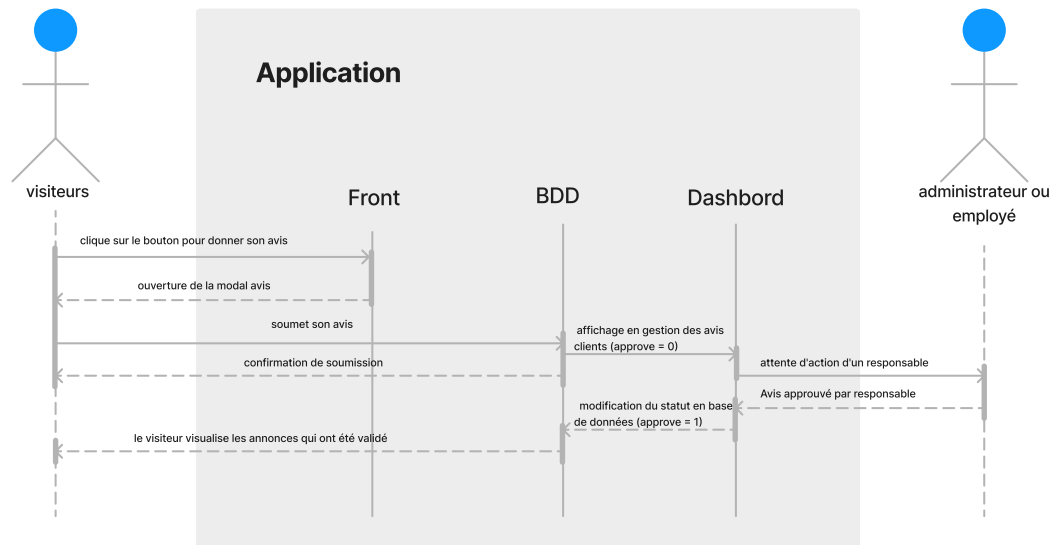 Application
visiteurs
Front
BDD
Dashbord
administrateur ou
employé
clique sur le bouton pour donner son avis
ouverture de la modal avis
soumet son avis
affichage en gestion des avis
clients (approve = 0)
confirmation de soumission
attente d'action d'un responsable
Avis approuvé par responsable
modification du statut en base
de données (approve = 1)
le visiteur visualise les annonces qui ont été validé